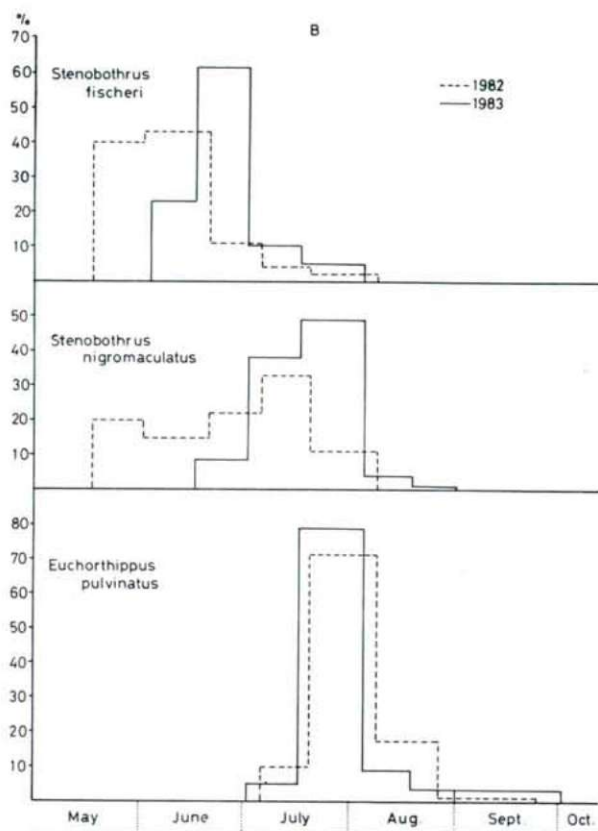 %
B
70
60
50
40
30
20
10
Stenobothrus
fischeri
1982
1983
50
40
30
20
10
Stenobothrus
nigromaculatus
80
70
60
50
40
30
20
10
Euchorthippus
pulvinatus
May June July Aug. Sept. Oct.